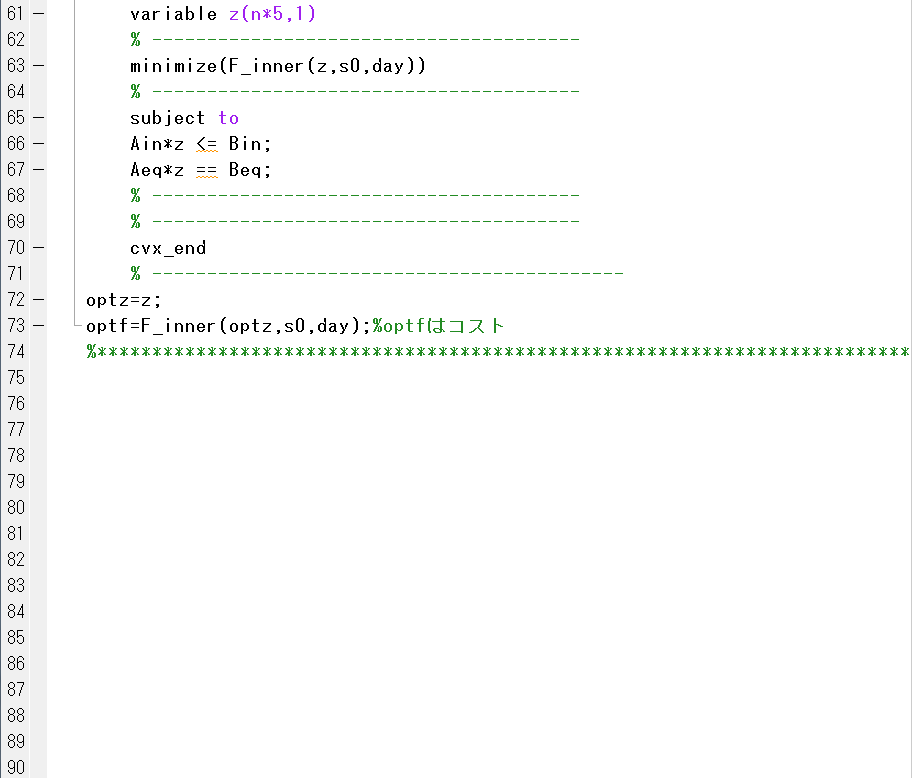 61 — variable z(n*5,1)
62 % ---------------------------------------
63 — minimize(F_inner(z,s0,day))
64 % ---------------------------------------
65 — subject to
66 — Ain*z <= Bin;
67 — Aeq*z == Beq;
68 % ---------------------------------------
69 % ---------------------------------------
70 — cvx_end
71 % -------------------------------------------
72 — optz=z;
73 — optf=F_inner(optz,s0,day);%optfはコスト
74 %**************************************************************************
75
76
77
78
79
80
81
82
83
84
85
86
87
88
89
90